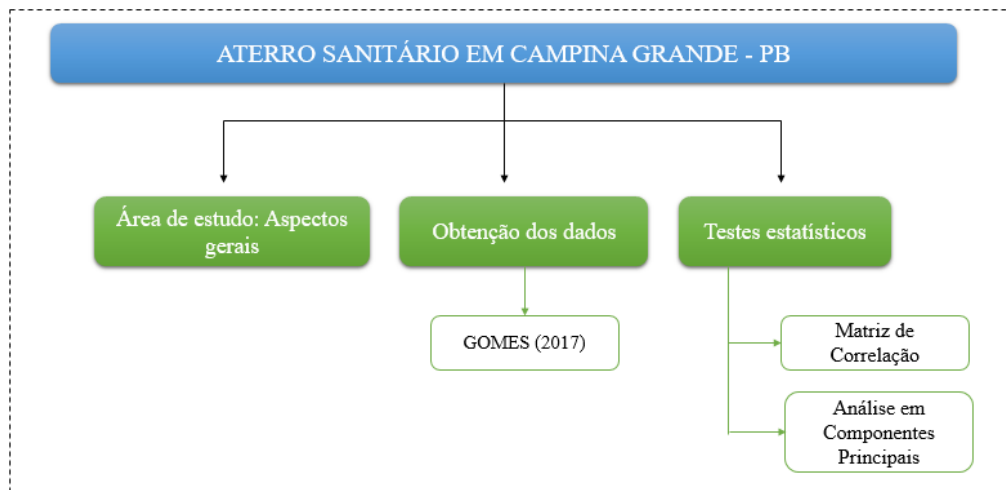 ATERRO SANITÁRIO EM CAMPINA GRANDE - PB
Área de estudo: Aspectos
gerais
Obtenção dos dados
Testes estatísticos
GOMES (2017)
Matriz de
Correlação
Análise em
Componentes
Principais